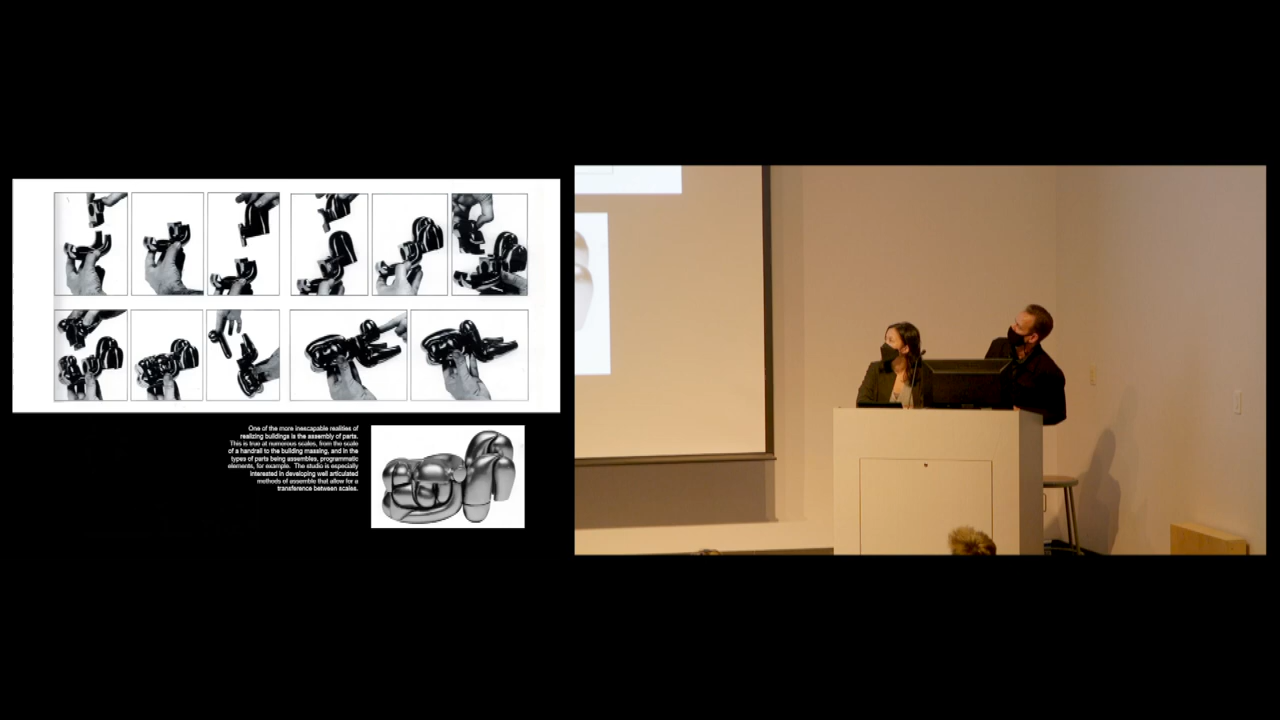 One of the more inescapable realities of
realizing buildings is the assembly of parts.
This is true at numerous scales, from the scale
of a handrail to the building massing, and in the
types of parts being assembles, programmatic
elements, for example. The studio is especially
interested in developing well articulated
methods of assemble that allow for a
transference between scales.